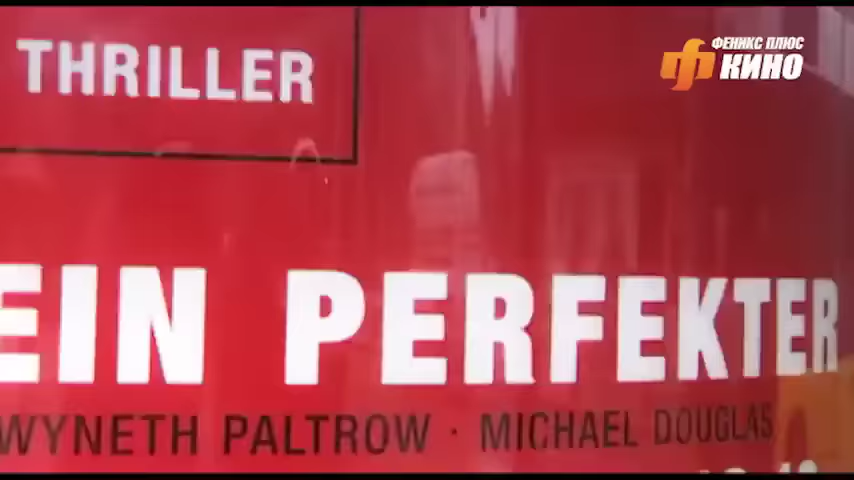 THRILLER
ФЕНИКС ПЛЮС
КИНО
EIN PERFEKTER
WYNETH PALTROW · MICHAEL DOUGLAS